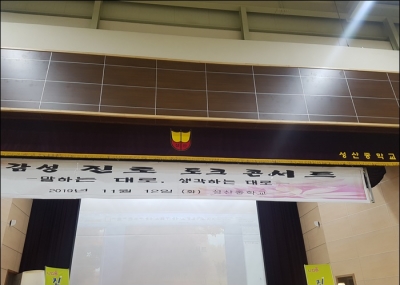 성산중학교
감성 진로 토크 콘서트
- 말하는 대로, 생각하는 대로 -
2019년 11월 12일 (화) 성산중학교
진